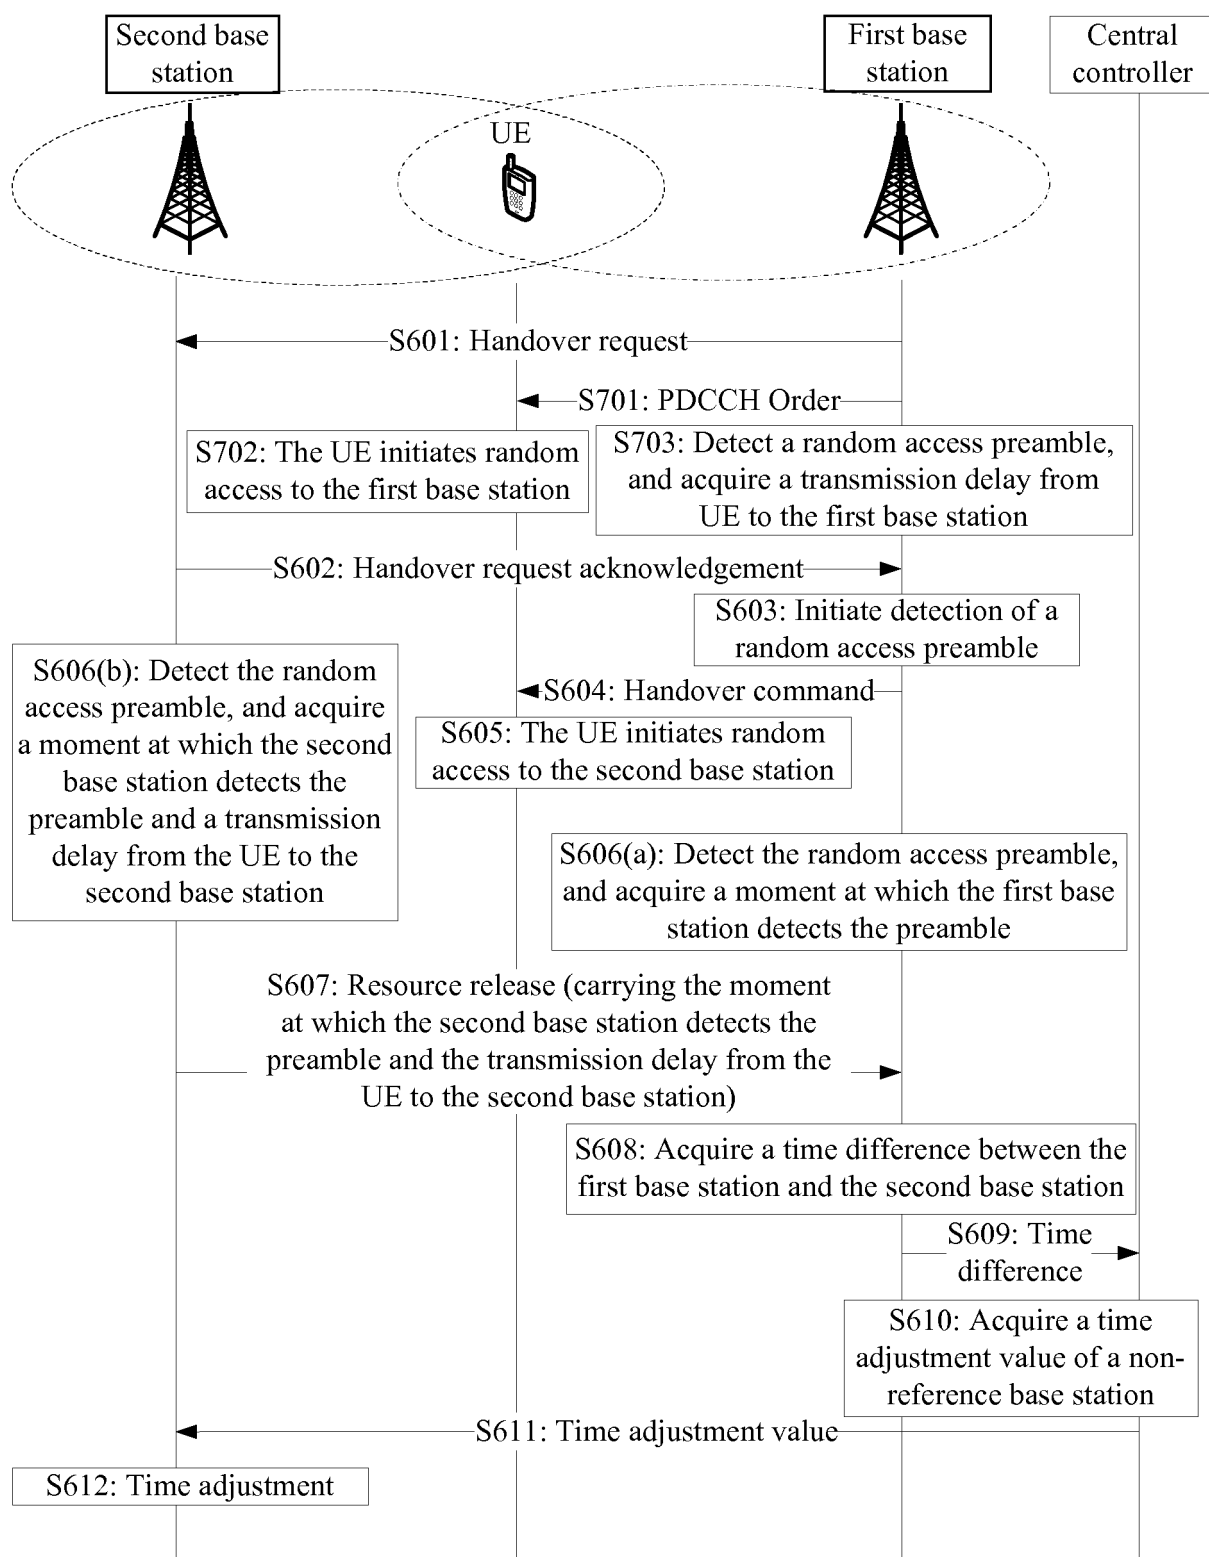 Second base
station
First base
station
Central
controller
UE
S601: Handover request
S701: PDCCH Order
S702: The UE initiates random
access to the first base station
S703: Detect a random access preamble,
and acquire a transmission delay from
UE to the first base station
S602: Handover request acknowledgement
S603: Initiate detection of a
random access preamble
S606(b): Detect the random
access preamble, and acquire
a moment at which the second
base station detects the
preamble and a transmission
delay from the UE to the
second base station
S604: Handover command
S605: The UE initiates random
access to the second base station
S606(a): Detect the random access preamble,
and acquire a moment at which the first base
station detects the preamble
S607: Resource release (carrying the moment
at which the second base station detects the
preamble and the transmission delay from the
UE to the second base station)
S608: Acquire a time difference between the
first base station and the second base station
S609: Time
difference
S610: Acquire a time
adjustment value of a non-
reference base station
S611: Time adjustment value
S612: Time adjustment